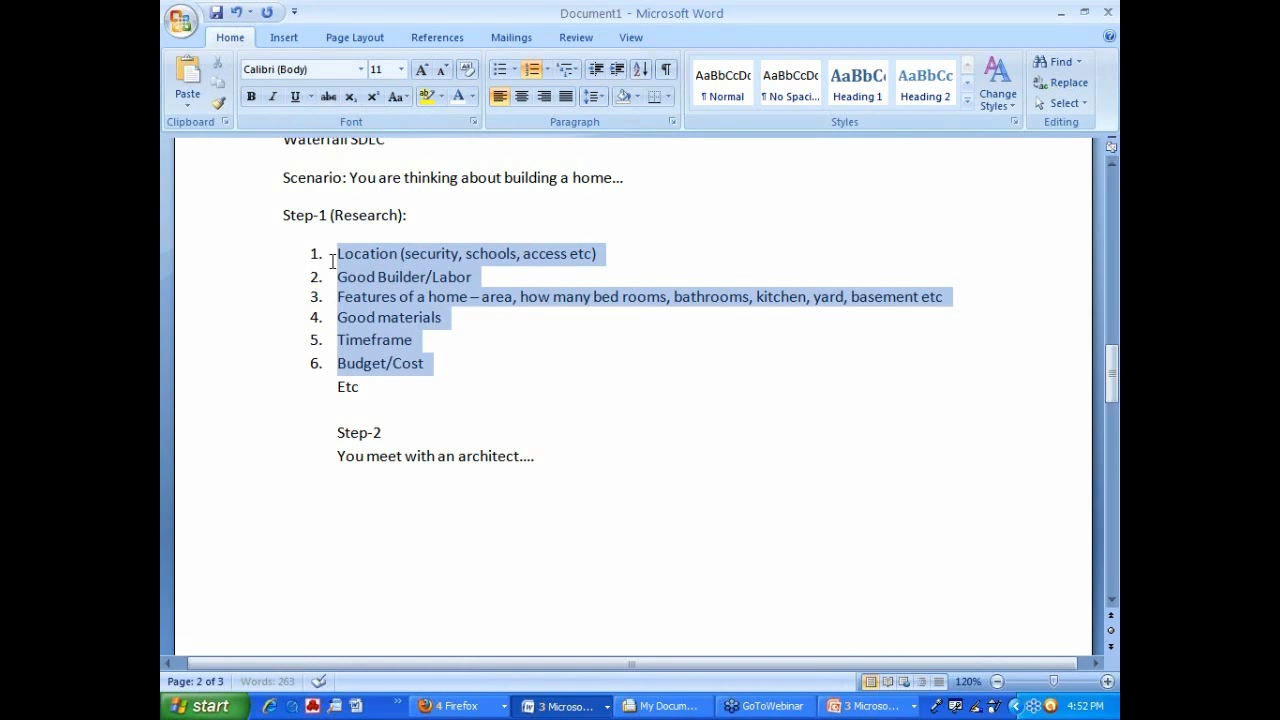 Document1 - Microsoft Word
Home Insert Page Layout References Mailings Review View
Calibri (Body) 11
AaBbCcDc AaBbCcDc AaBbCc AaBbCc
Paste
B I U abc x₂ x² Aa
¶ Normal ¶ No Spaci... Heading 1 Heading 2
Change Styles
Find
Replace
Select
Clipboard Font Paragraph Styles Editing
Waterfall SDLC
Scenario: You are thinking about building a home...
Step-1 (Research):
1. Location (security, schools, access etc)
2. Good Builder/Labor
3. Features of a home – area, how many bed rooms, bathrooms, kitchen, yard, basement etc
4. Good materials
5. Timeframe
6. Budget/Cost
Etc
Step-2
You meet with an architect....
Page: 2 of 3 Words: 263 120%
start 4 Firefox 3 Microso... My Docum... GoToWebinar 3 Microso... 4:52 PM